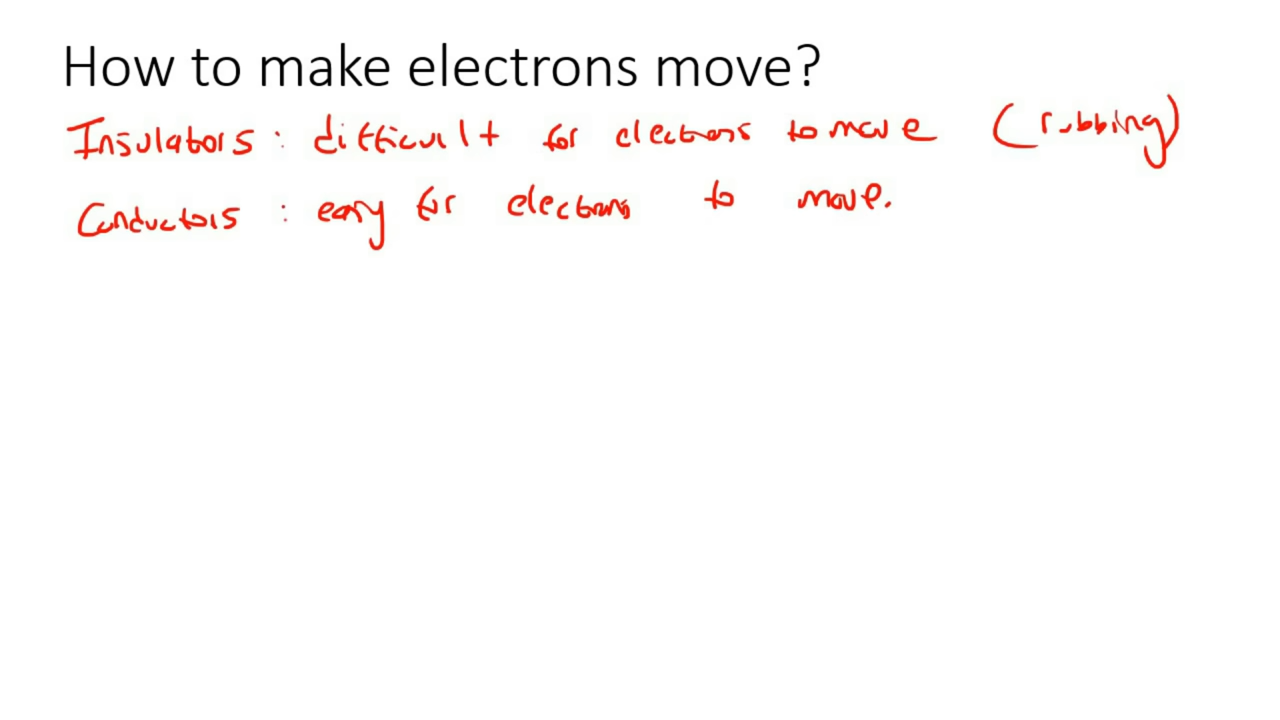 How to make electrons move?
Insulators : difficult for electrons to move (rubbing)
Conductors : easy for electrons to move.